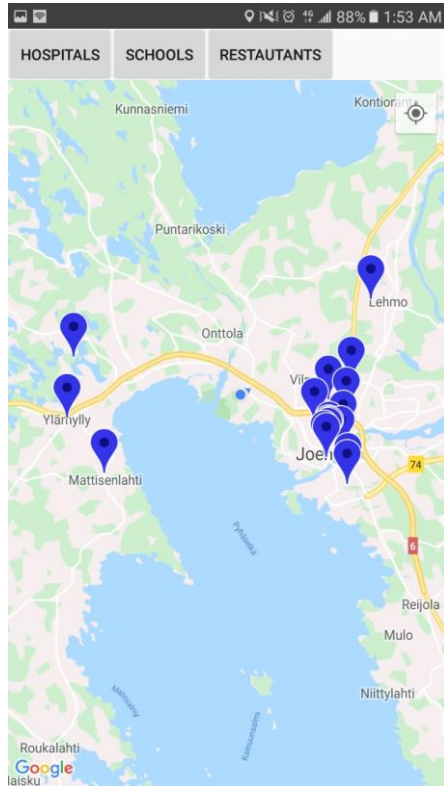 4G 88% 1:53 AM
HOSPITALS SCHOOLS RESTAUTANTS
Kunnasniemi
Puntarikoski
Lehmo
Onttola
Ylämylly
74
Mattisenlahti
Pyhäselkä
6
Reijola
Mulo
Niittylahti
Roukalahti
Google